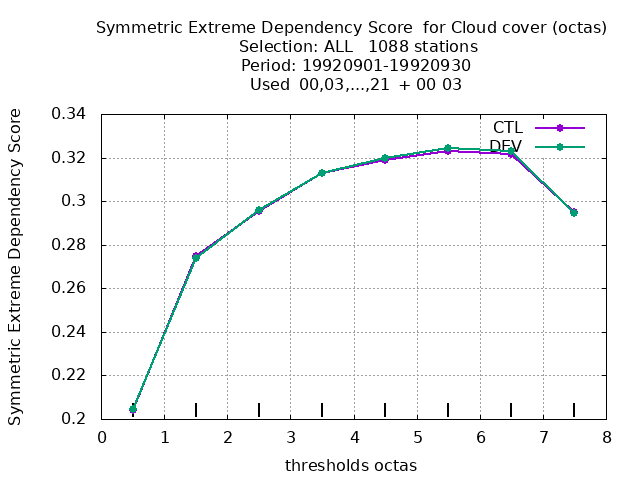 Symmetric Extreme Dependency Score  for Cloud cover (octas)
Selection: ALL   1088 stations
Period: 19920901-19920930
Used  00,03,...,21  + 00 03
Symmetric Extreme Dependency Score
0.34
0.32
0.3
0.28
0.26
0.24
0.22
0.2
CTL
DEV
0 1 2 3 4 5 6 7 8
thresholds octas